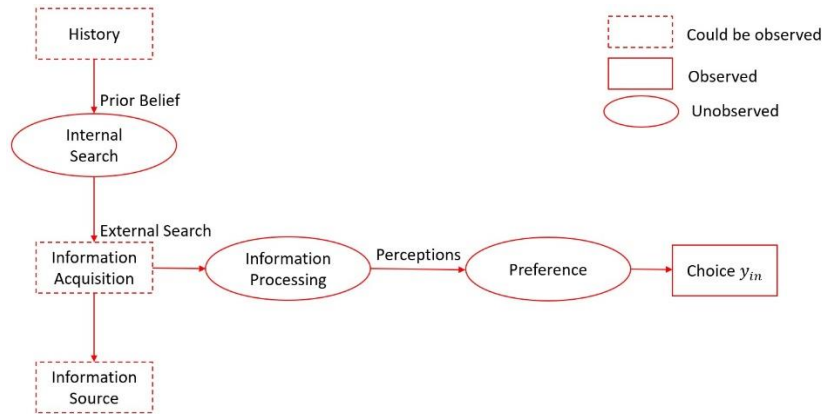 History
Could be observed
Observed
Prior Belief
Unobserved
Internal
Search
External Search
Information
Acquisition
Information
Processing
Perceptions
Preference
Choice y_in
Information
Source